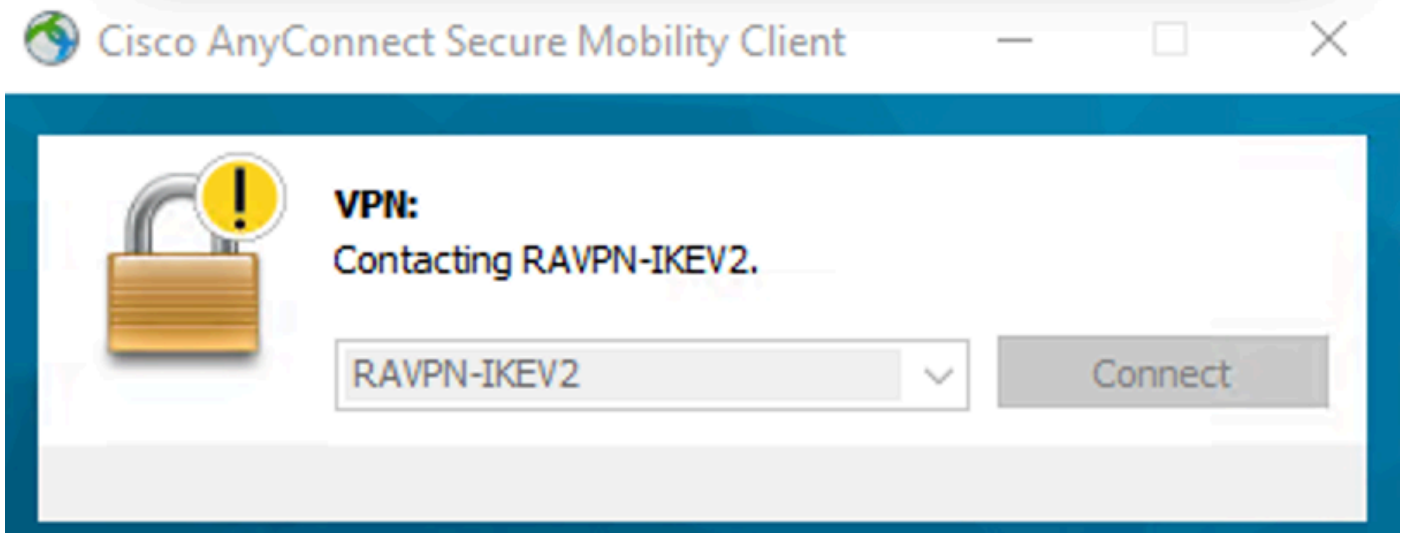 Cisco AnyConnect Secure Mobility Client
VPN:
Contacting RAVPN-IKEV2.
RAVPN-IKEV2
Connect